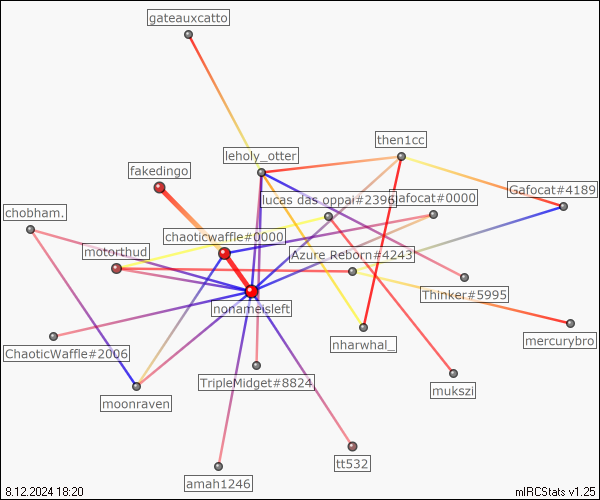 gateauxcatto
then1cc
leholy_otter
fakedingo
Gafocat#4189
lucas das oppai#2396
gafocat#0000
chobham.
chaoticwaffle#0000
motorthud
Azure_Reborn#4243
Thinker#5995
nonameisleft
mercurybro
nharwhal_
ChaoticWaffle#2006
TripleMidget#8824
mukszi
moonraven
tt532
amah1246
8.12.2024 18:20
mIRCStats v1.25